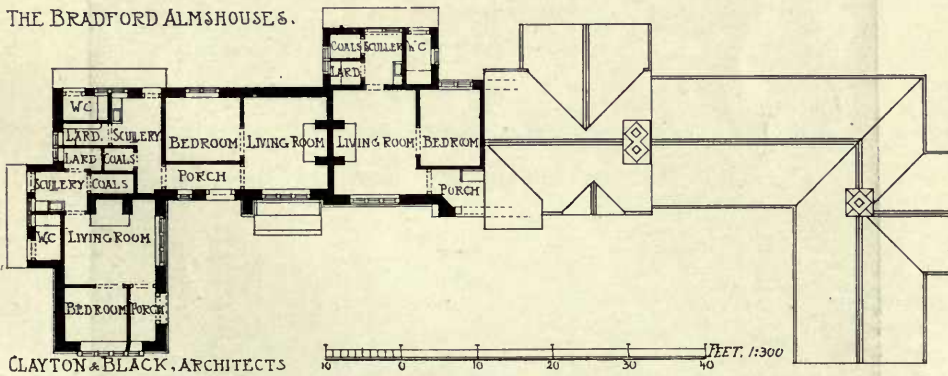 THE BRADFORD ALMSHOUSES.
COALS SCULLERY WC
LARD.
WC
LARD. SCULLERY BEDROOM LIVING ROOM LIVING ROOM BEDROOM
LARD COALS
SCULLERY COALS PORCH PORCH
WC LIVING ROOM
BEDROOM PORCH
CLAYTON & BLACK, ARCHITECTS
10 0 10 20 30 40 FEET. 1:300